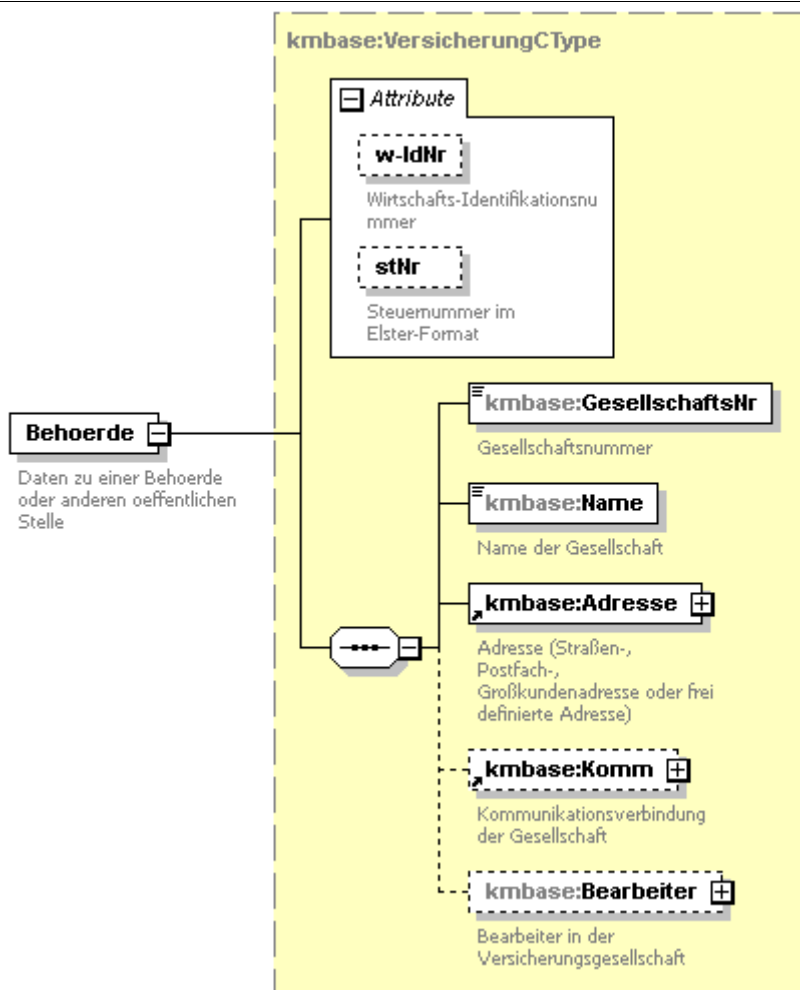 kmbase:VersicherungCType
Attribute
w-IdNr
Wirtschafts-Identifikationsnu
mmer
stNr
Steuernummer im
Elster-Format
Behoerde
Daten zu einer Behoerde
oder anderen oeffentlichen
Stelle
kmbase:GesellschaftsNr
Gesellschaftsnummer
kmbase:Name
Name der Gesellschaft
kmbase:Adresse
Adresse (Straßen-,
Postfach-,
Großkundenadresse oder frei
definierte Adresse)
kmbase:Komm
Kommunikationsverbindung
der Gesellschaft
kmbase:Bearbeiter
Bearbeiter in der
Versicherungsgesellschaft